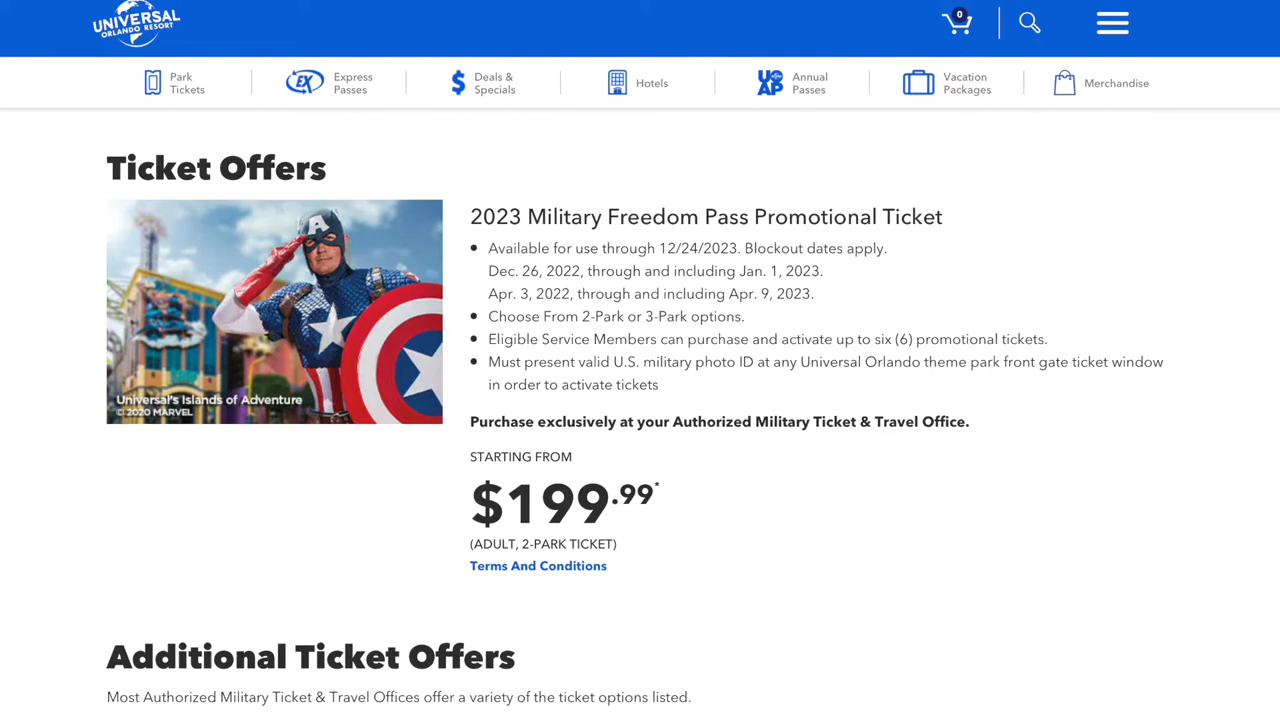 UNIVERSAL
ORLANDO RESORT
0
Park
Tickets
EX
Express
Passes
$
Deals &
Specials
Hotels
UO
AP
Annual
Passes
Vacation
Packages
Merchandise
Ticket Offers
A
Universal's Islands of Adventure
© 2020 MARVEL
2023 Military Freedom Pass Promotional Ticket
• Available for use through 12/24/2023. Blockout dates apply.
Dec. 26, 2022, through and including Jan. 1, 2023.
Apr. 3, 2022, through and including Apr. 9, 2023.
• Choose From 2-Park or 3-Park options.
• Eligible Service Members can purchase and activate up to six (6) promotional tickets.
• Must present valid U.S. military photo ID at any Universal Orlando theme park front gate ticket window
in order to activate tickets
Purchase exclusively at your Authorized Military Ticket & Travel Office.
STARTING FROM
$199.99*
(ADULT, 2-PARK TICKET)
Terms And Conditions
Additional Ticket Offers
Most Authorized Military Ticket & Travel Offices offer a variety of the ticket options listed.